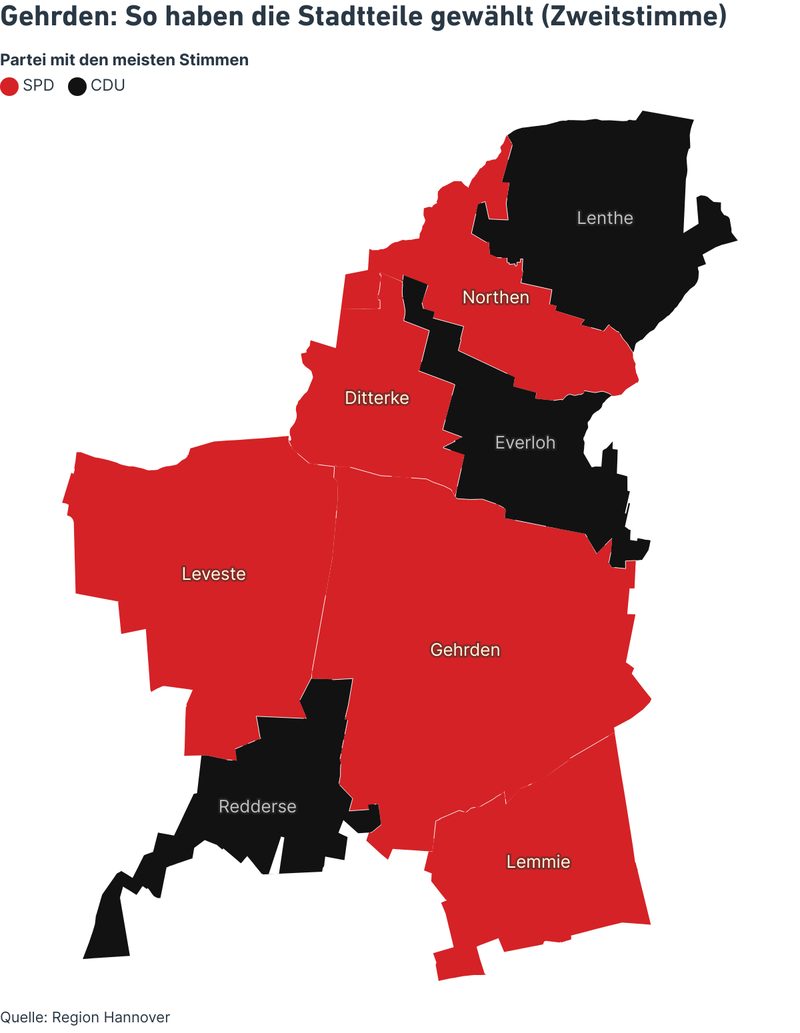 Gehrden: So haben die Stadtteile gewählt (Zweitstimme)
Partei mit den meisten Stimmen
SPD CDU
Lenthe
Northen
Ditterke
Everloh
Leveste
Gehrden
Redderse
Lemmie
Quelle: Region Hannover